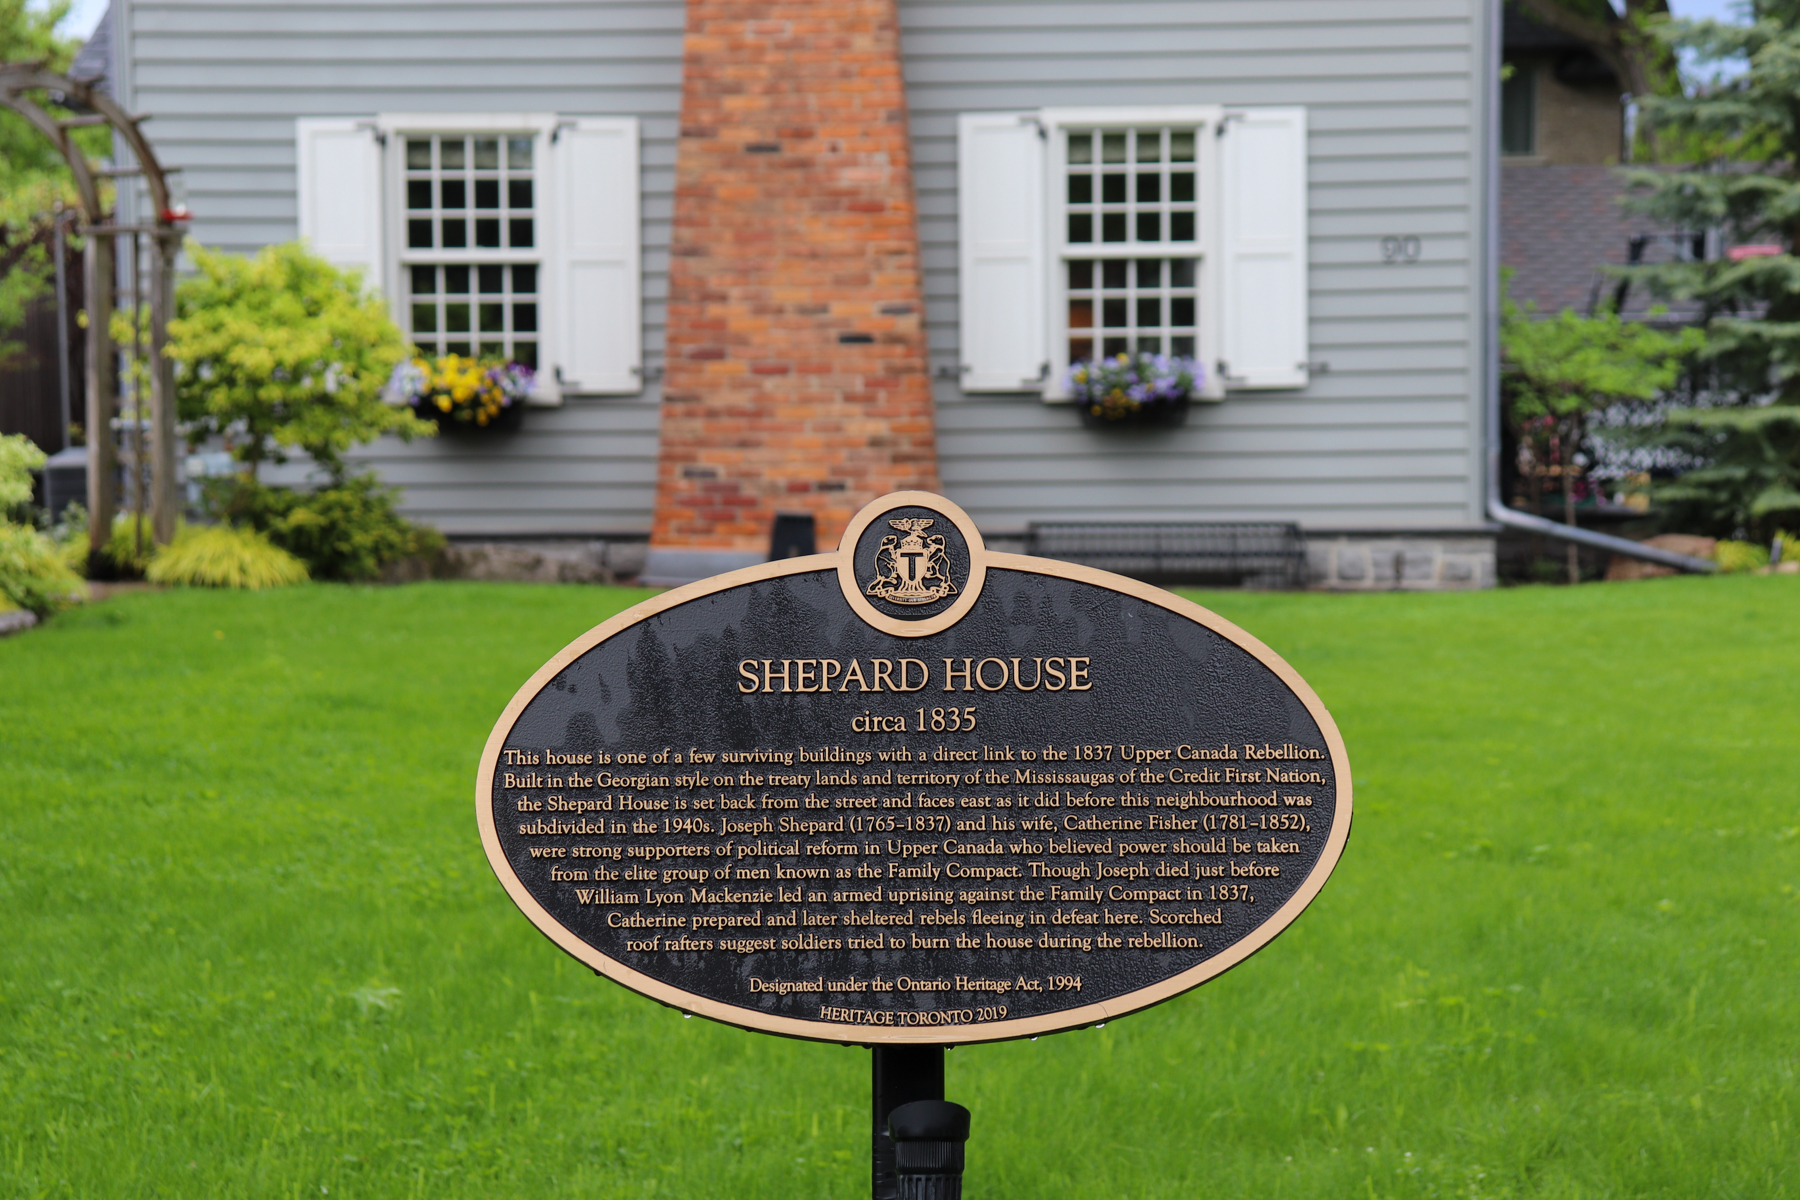 90
T
SHEPARD HOUSE
circa 1835
This house is one of a few surviving buildings with a direct link to the 1837 Upper Canada Rebellion.
Built in the Georgian style on the treaty lands and territory of the Mississaugas of the Credit First Nation,
the Shepard House is set back from the street and faces east as it did before this neighbourhood was
subdivided in the 1940s. Joseph Shepard (1765–1837) and his wife, Catherine Fisher (1781–1852),
were strong supporters of political reform in Upper Canada who believed power should be taken
from the elite group of men known as the Family Compact. Though Joseph died just before
William Lyon Mackenzie led an armed uprising against the Family Compact in 1837,
Catherine prepared and later sheltered rebels fleeing in defeat here. Scorched
roof rafters suggest soldiers tried to burn the house during the rebellion.
Designated under the Ontario Heritage Act, 1994
HERITAGE TORONTO 2019